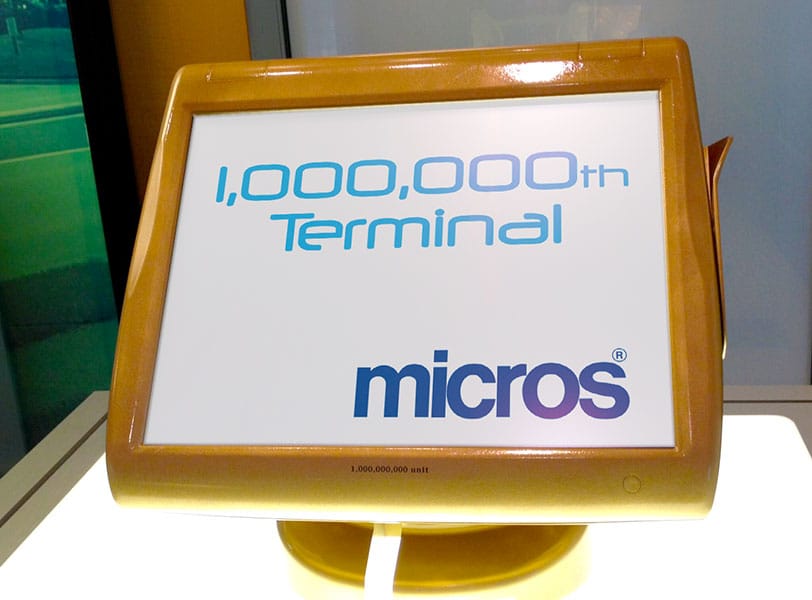 1,000,000th
Terminal
micros®
1,000,000,000 unit